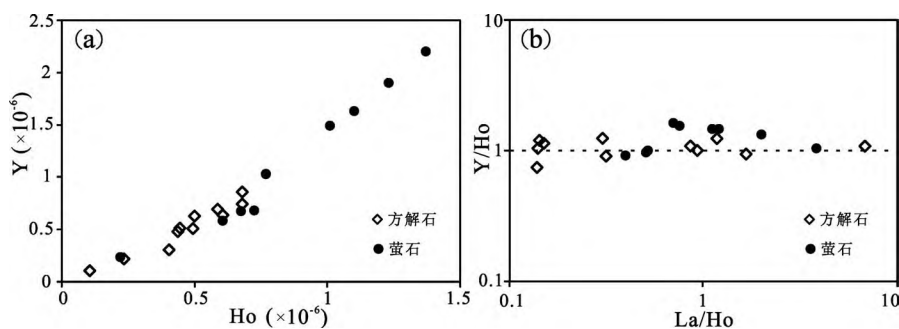 (a)
2.5
2
1.5
1
0.5
0
Y (×10⁻⁶)
◇ 方解石
● 萤石
0 0.5 1 1.5
Ho (×10⁻⁶)
(b)
10
1
0.1
Y/Ho
◇ 方解石
● 萤石
0.1 1 10
La/Ho